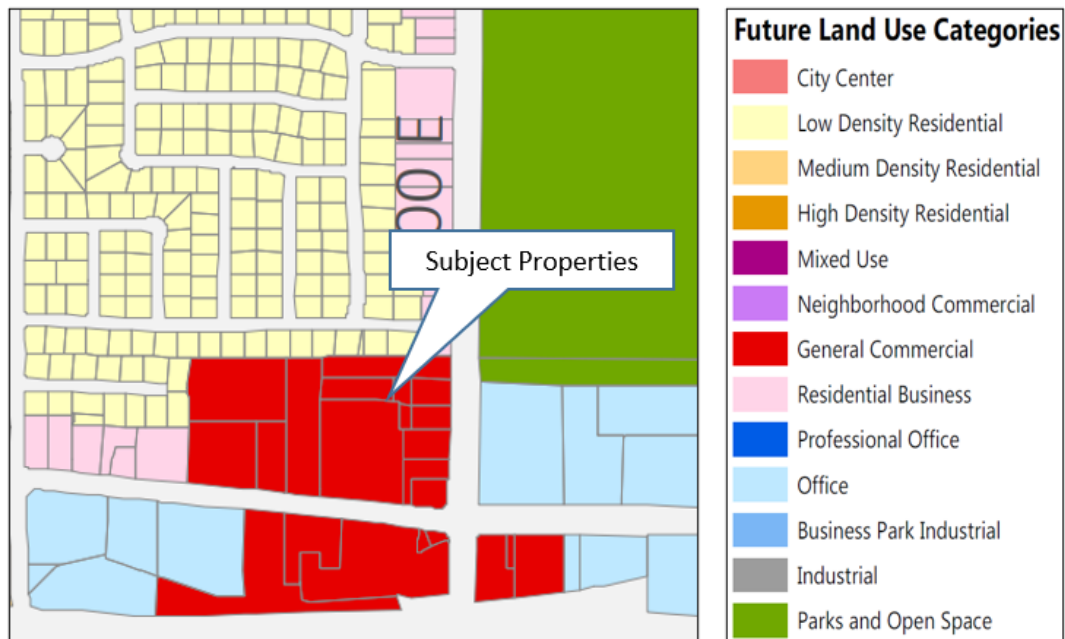 00 E
Subject Properties
Future Land Use Categories
City Center
Low Density Residential
Medium Density Residential
High Density Residential
Mixed Use
Neighborhood Commercial
General Commercial
Residential Business
Professional Office
Office
Business Park Industrial
Industrial
Parks and Open Space